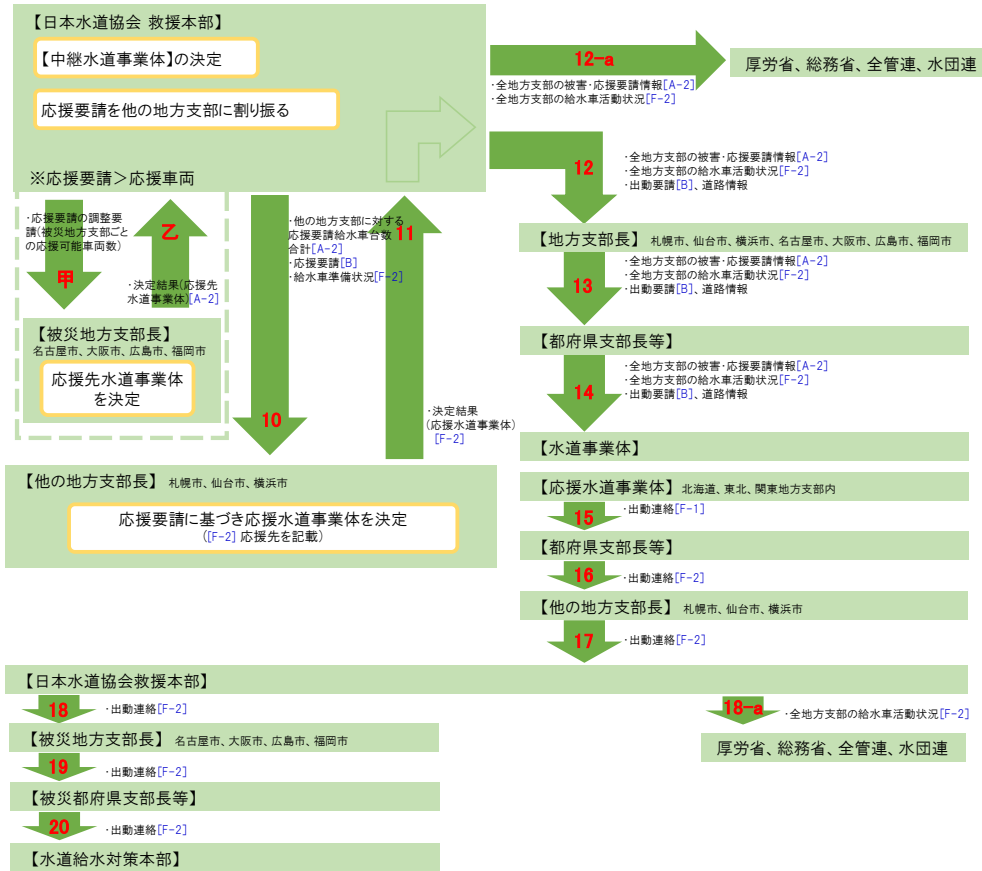 【日本水道協会 救援本部】
【中継水道事業体】の決定
応援要請を他の地方支部に割り振る
※応援要請＞応援車両
12-a
・全地方支部の被害・応援要請情報[A-2]
・全地方支部の給水車活動状況[F-2]
厚労省、総務省、全管連、水団連
12
・全地方支部の被害・応援要請情報[A-2]
・全地方支部の給水車活動状況[F-2]
・出動要請[B]、道路情報
・応援要請の調整要
請(被災地方支部ごと
の応援可能車両数)
甲
乙
・決定結果(応援先
水道事業体)[A-2]
【被災地方支部長】
名古屋市、大阪市、広島市、福岡市
応援先水道事業体
を決定
10
・他の地方支部に対する
応援要請給水車台数
合計[A-2]
・応援要請[B]
・給水車準備状況[F-2]
11
・決定結果
(応援水道事業体)
[F-2]
【他の地方支部長】 札幌市、仙台市、横浜市
応援要請に基づき応援水道事業体を決定
([F-2] 応援先を記載)
【地方支部長】 札幌市、仙台市、横浜市、名古屋市、大阪市、広島市、福岡市
13
・全地方支部の被害・応援要請情報[A-2]
・全地方支部の給水車活動状況[F-2]
・出動要請[B]、道路情報
【都府県支部長等】
14
・全地方支部の被害・応援要請情報[A-2]
・全地方支部の給水車活動状況[F-2]
・出動要請[B]、道路情報
【水道事業体】
【応援水道事業体】 北海道、東北、関東地方支部内
15
・出動連絡[F-1]
【都府県支部長等】
16
・出動連絡[F-2]
【他の地方支部長】 札幌市、仙台市、横浜市
17
・出動連絡[F-2]
【日本水道協会救援本部】
18
・出動連絡[F-2]
18-a
・全地方支部の給水車活動状況[F-2]
厚労省、総務省、全管連、水団連
【被災地方支部長】 名古屋市、大阪市、広島市、福岡市
19
・出動連絡[F-2]
【被災都府県支部長等】
20
・出動連絡[F-2]
【水道給水対策本部】